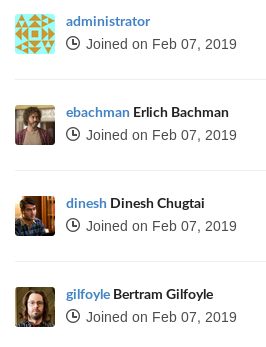 administrator
Joined on Feb 07, 2019
ebachman Erlich Bachman
Joined on Feb 07, 2019
dinesh Dinesh Chugtai
Joined on Feb 07, 2019
gilfoyle Bertram Gilfoyle
Joined on Feb 07, 2019